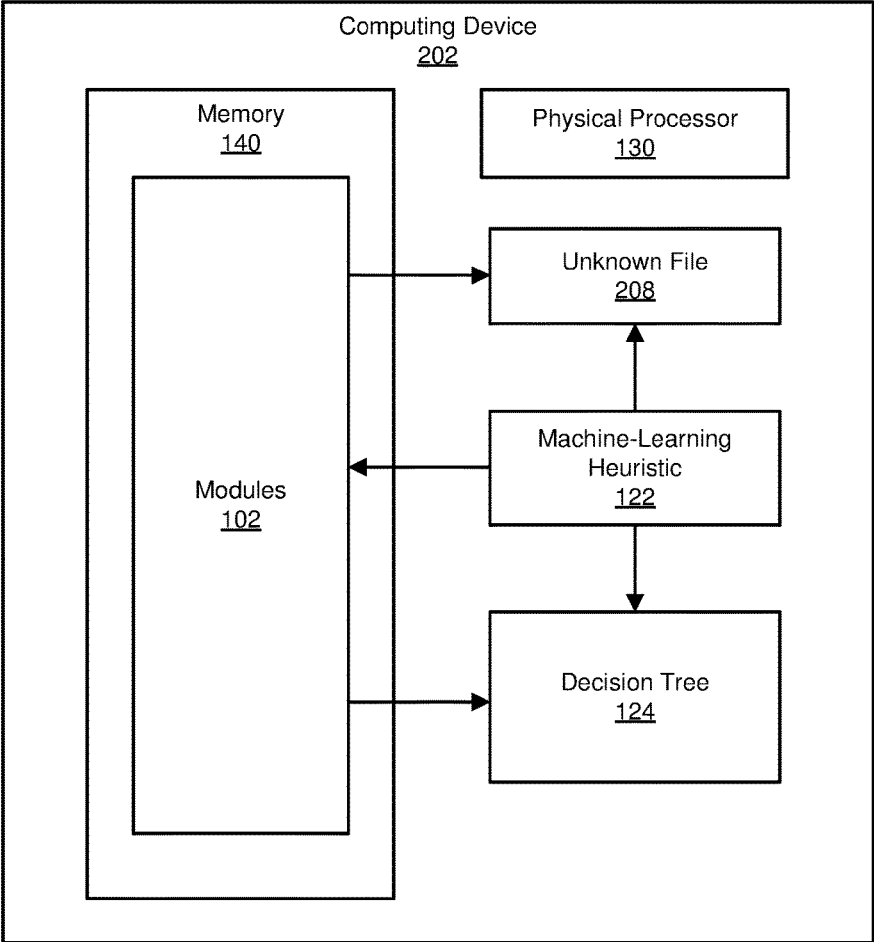 Computing Device
202
Memory
140
Physical Processor
130
Unknown File
208
Machine-Learning
Heuristic
122
Modules
102
Decision Tree
124